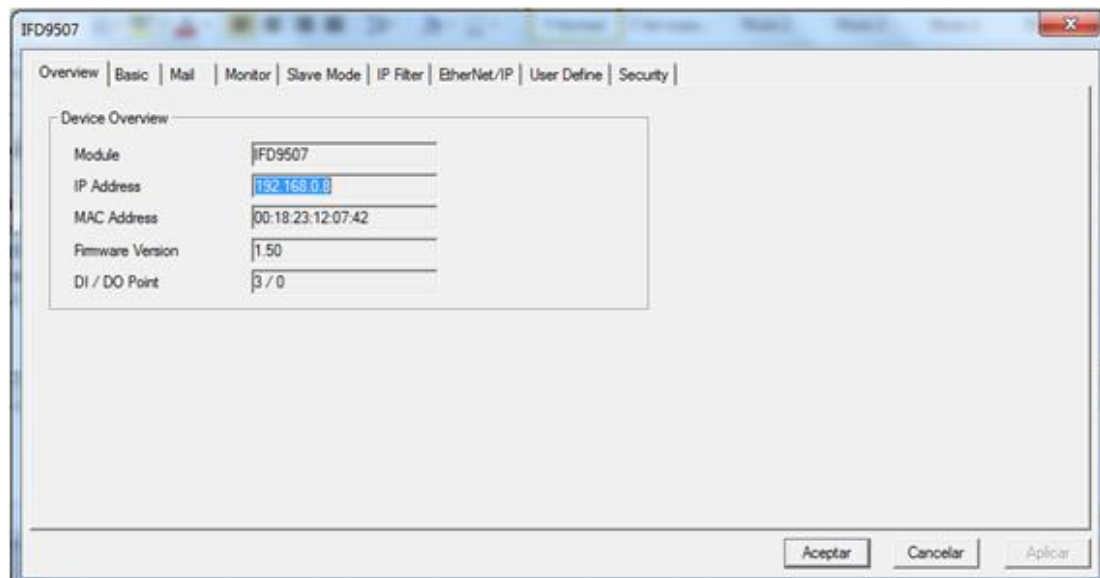 IFD9507
Overview Basic Mail Monitor Slave Mode IP Filter EtherNet/IP User Define Security
Device Overview
Module IFD9507
IP Address 192.168.0.8
MAC Address 00:18:23:12:07:42
Firmware Version 1.50
DI / DO Point 3 / 0
Aceptar Cancelar Aplicar